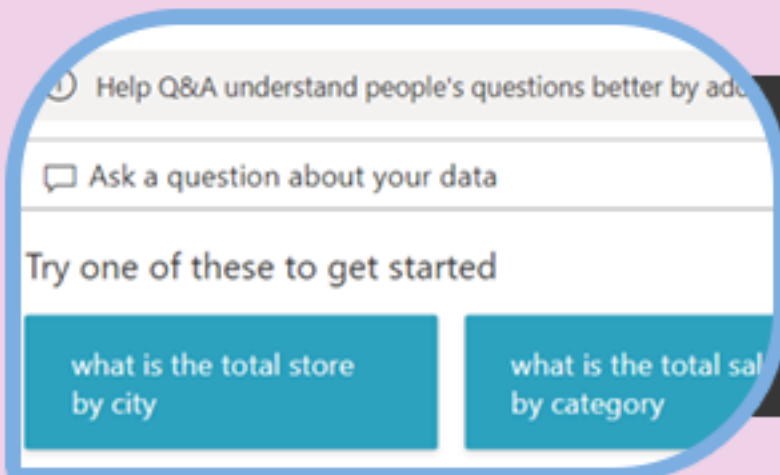 Help Q&A understand people's questions better by
Ask a question about your data
Try one of these to get started
what is the total store
by city
what is the total
by category